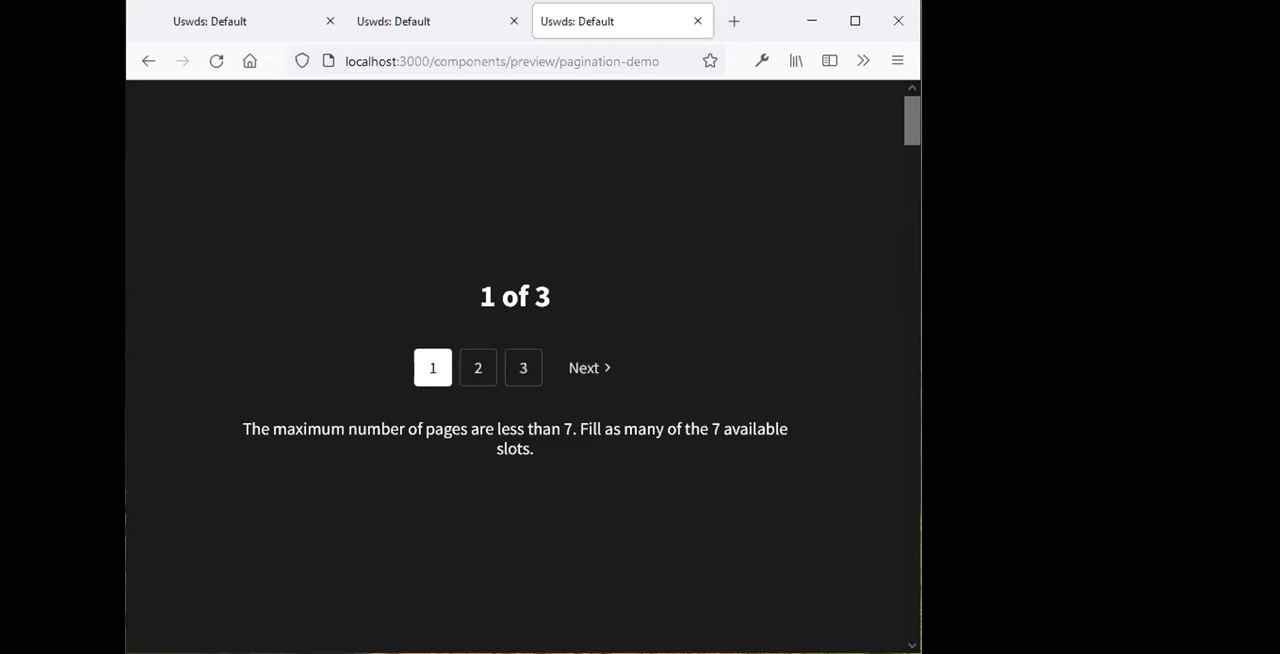 Uswds: Default Uswds: Default Uswds: Default
localhost:3000/components/preview/pagination-demo
1 of 3
1 2 3 Next
The maximum number of pages are less than 7. Fill as many of the 7 available
slots.